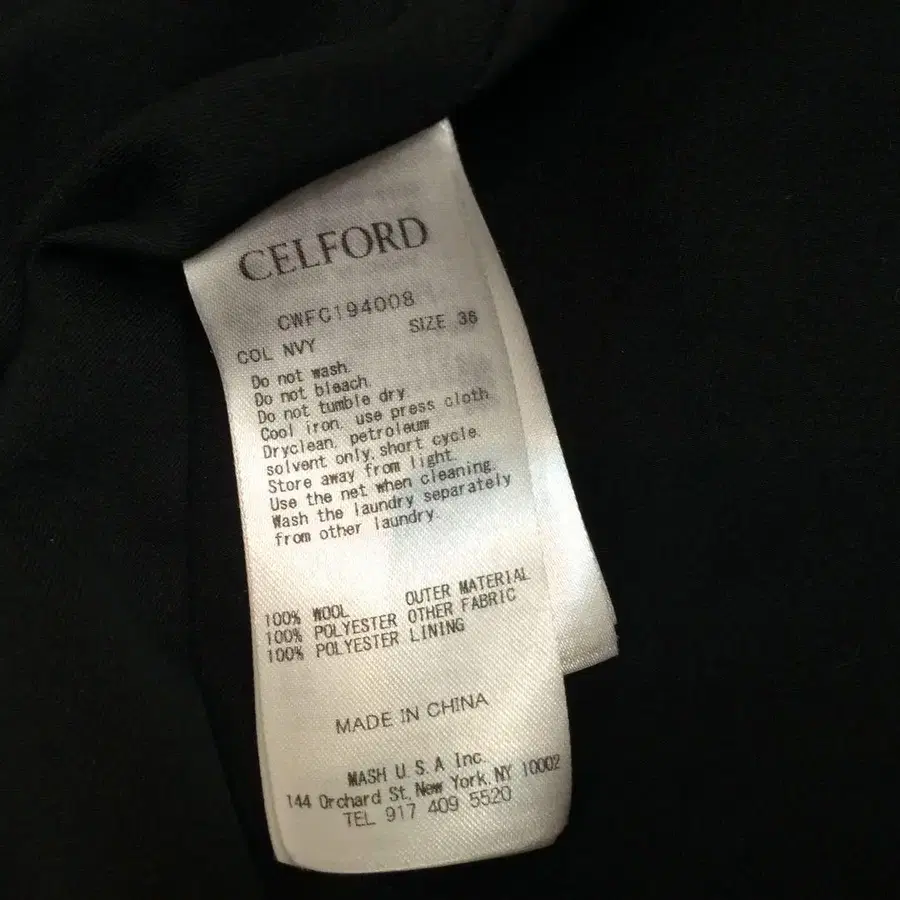 CELFORD
CWFC194008
COL NVY SIZE 36
Do not wash.
Do not bleach.
Do not tumble dry
Cool iron, use press cloth
Dryclean, petroleum
solvent only, short cycle.
Store away from light.
Use the net when cleaning.
Wash the laundry separately
from other laundry.
100% WOOL OUTER MATERIAL
100% POLYESTER OTHER FABRIC
100% POLYESTER LINING
MADE IN CHINA
MASH U.S.A Inc.
144 Orchard St, New York, NY 10002
TEL 917 409 5520